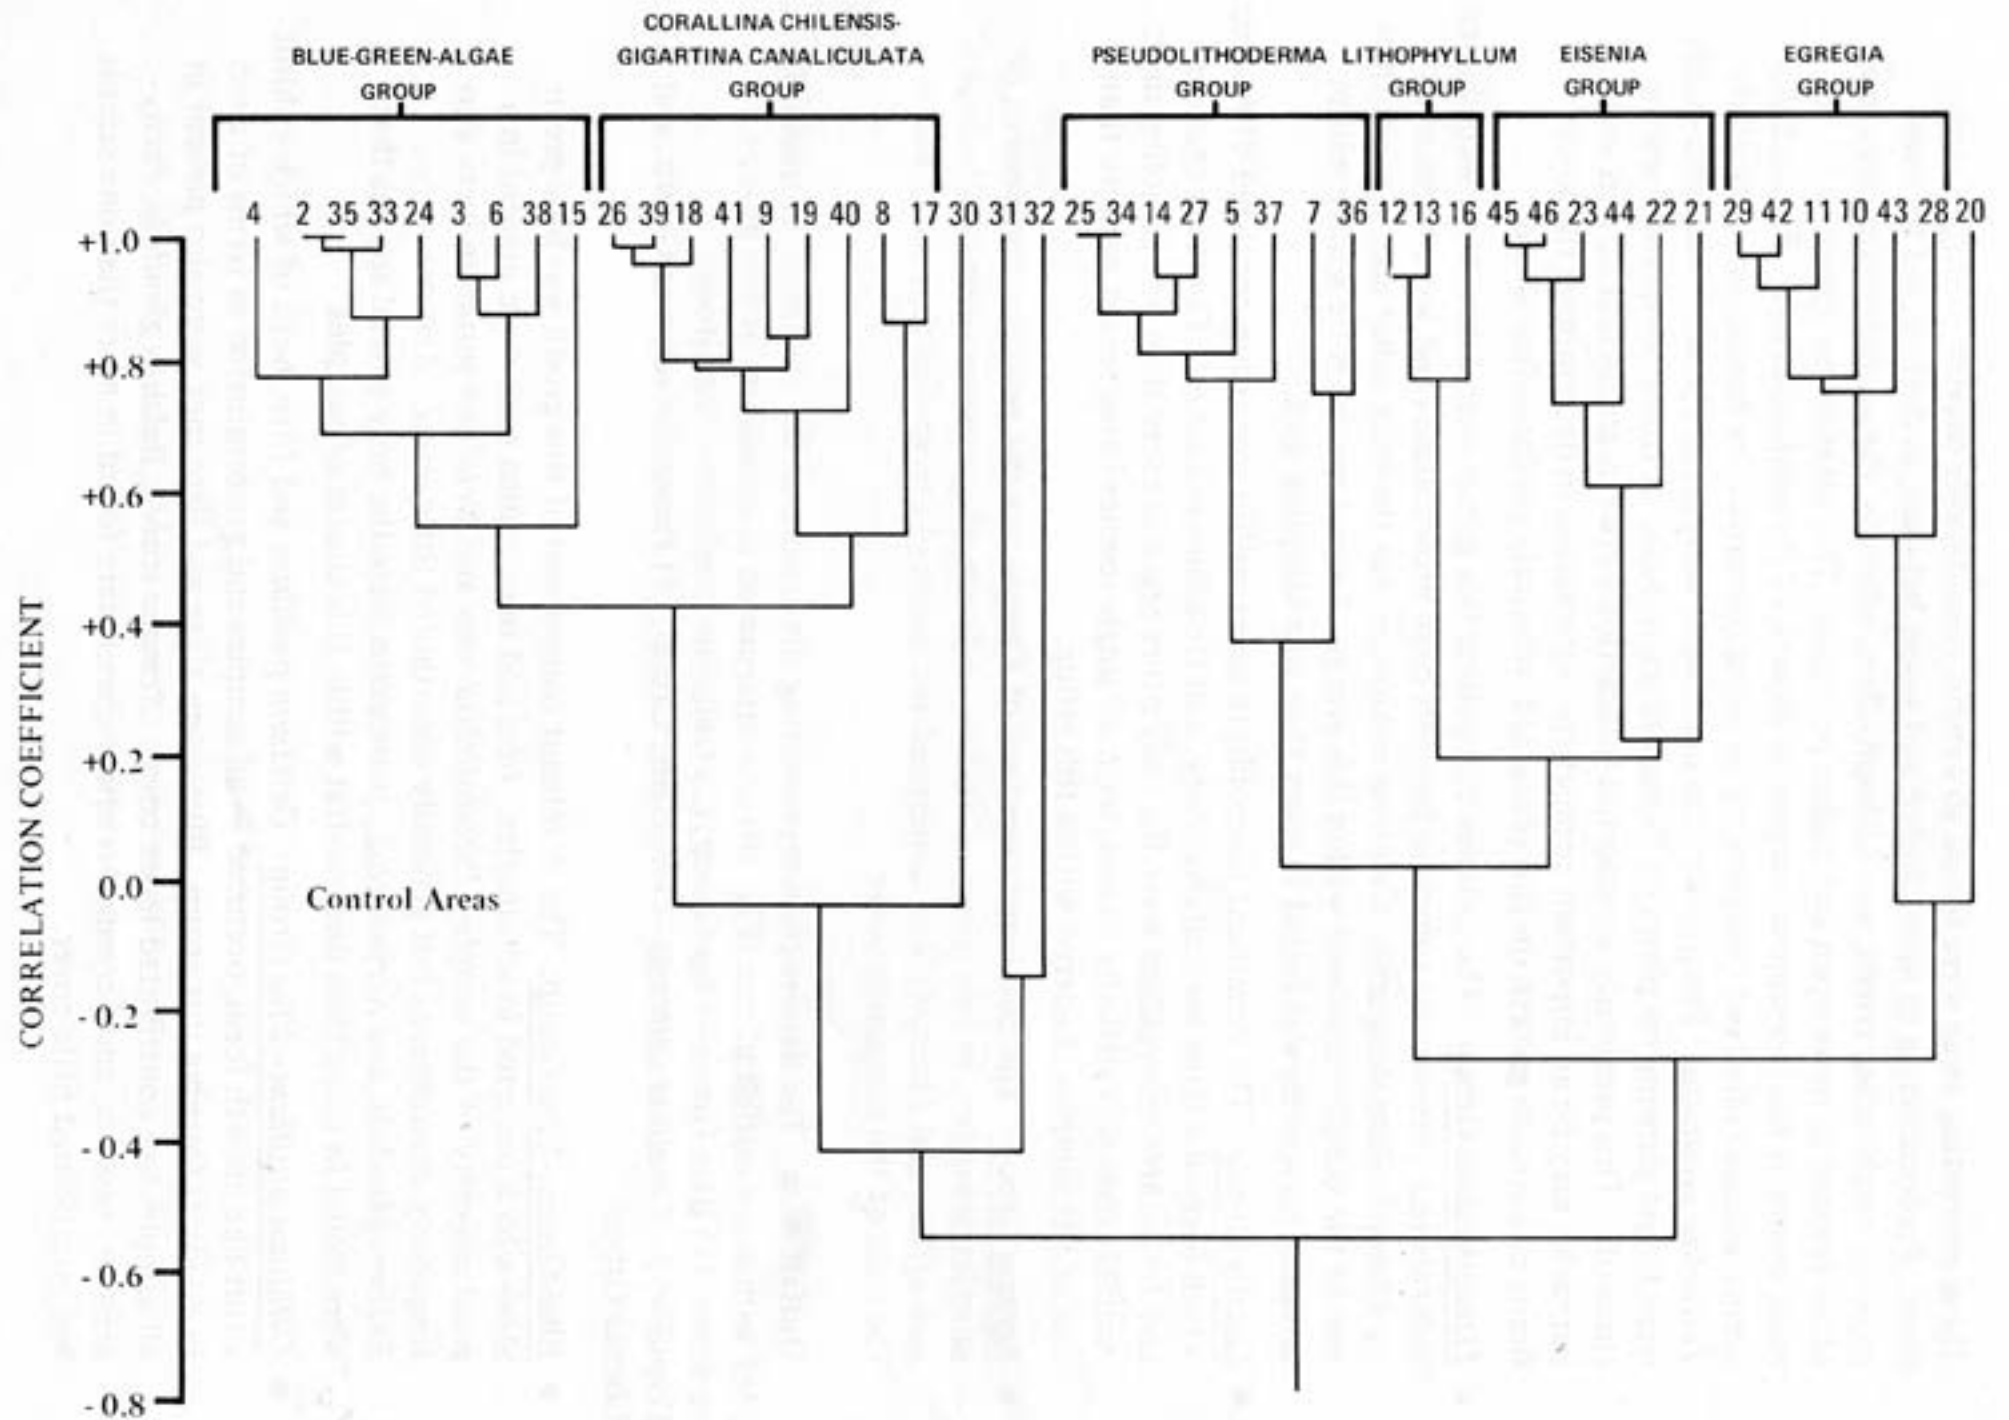 CORALLINA CHILENSIS-
BLUE-GREEN-ALGAE GIGARTINA CANALICULATA PSEUDOLITHODERMA LITHOPHYLLUM EISENIA EGREGIA
GROUP GROUP GROUP GROUP GROUP GROUP
4 2 35 33 24 3 6 38 15 26 39 18 41 9 19 40 8 17 30 31 32 25 34 14 27 5 37 7 36 12 13 16 45 46 23 44 22 21 29 42 11 10 43 28 20
+1.0
+0.8
+0.6
+0.4
+0.2
0.0
-0.2
-0.4
-0.6
-0.8
CORRELATION COEFFICIENT
Control Areas